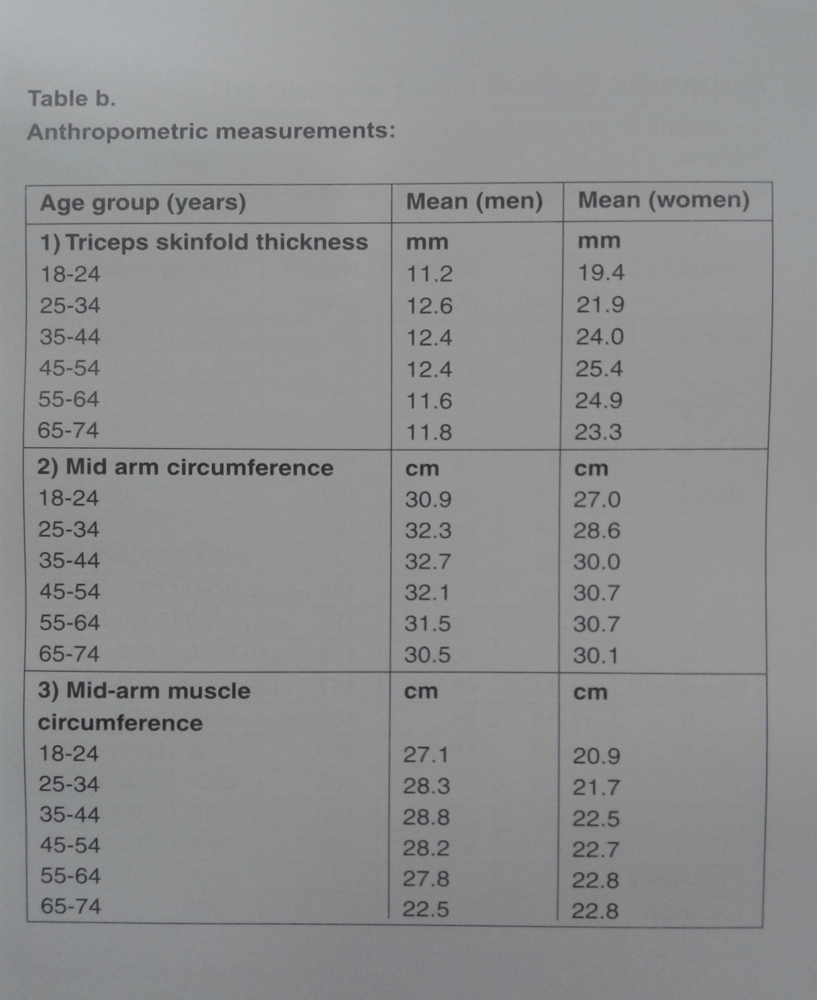 Table b.
Anthropometric measurements:
Age group (years) Mean (men) Mean (women)
1) Triceps skinfold thickness mm mm
18-24 11.2 19.4
25-34 12.6 21.9
35-44 12.4 24.0
45-54 12.4 25.4
55-64 11.6 24.9
65-74 11.8 23.3
2) Mid arm circumference cm cm
18-24 30.9 27.0
25-34 32.3 28.6
35-44 32.7 30.0
45-54 32.1 30.7
55-64 31.5 30.7
65-74 30.5 30.1
3) Mid-arm muscle cm cm
circumference
18-24 27.1 20.9
25-34 28.3 21.7
35-44 28.8 22.5
45-54 28.2 22.7
55-64 27.8 22.8
65-74 22.5 22.8